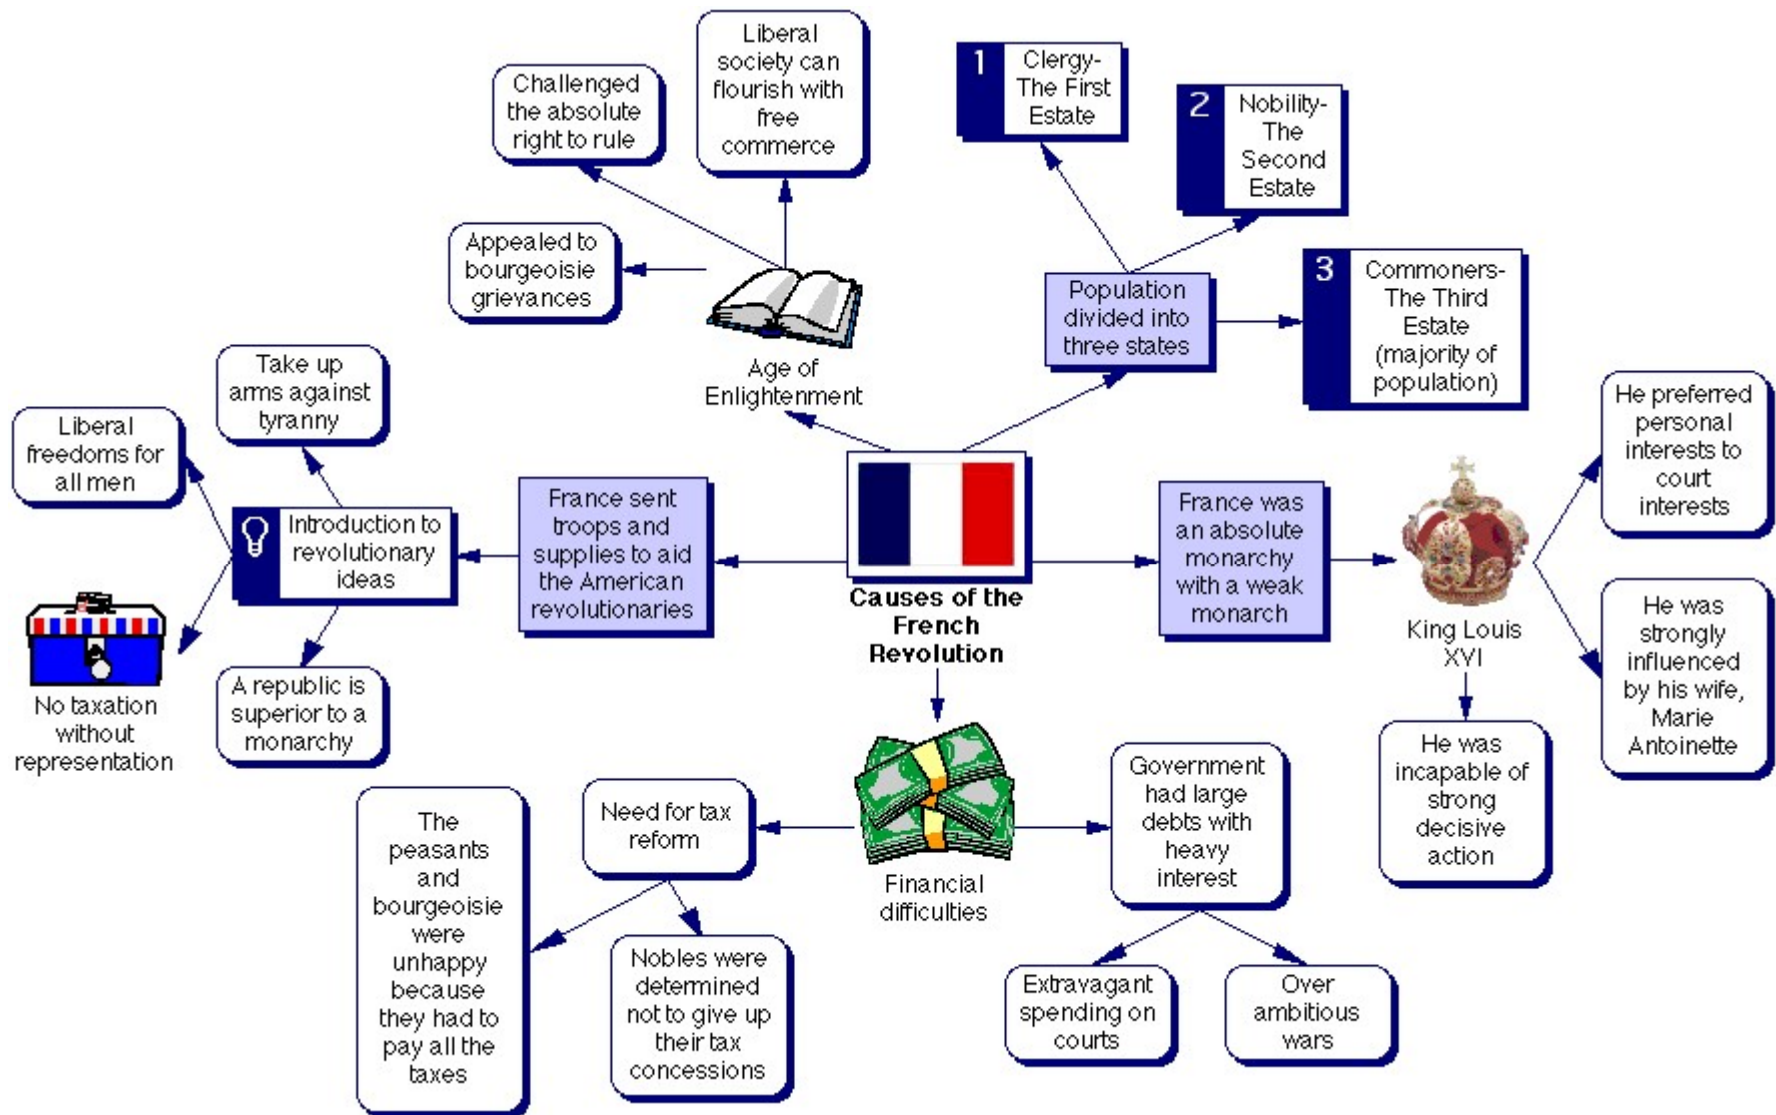 Liberal
society can
flourish with
free
commerce
Challenged
the absolute
right to rule
Appealed to
bourgeoisie
grievances
Age of
Enlightenment
1
Clergy-
The First
Estate
2
Nobility-
The
Second
Estate
3
Commoners-
The Third
Estate
(majority of
population)
Population
divided into
three states
Take up
arms against
tyranny
Liberal
freedoms for
all men
Introduction to
revolutionary
ideas
France sent
troops and
supplies to aid
the American
revolutionaries
No taxation
without
representation
A republic is
superior to a
monarchy
Causes of the
French
Revolution
France was
an absolute
monarchy
with a weak
monarch
King Louis
XVI
He preferred
personal
interests to
court
interests
He was
strongly
influenced
by his wife,
Marie
Antoinette
He was
incapable of
strong
decisive
action
Financial
difficulties
Need for tax
reform
The
peasants
and
bourgeoisie
were
unhappy
because
they had to
pay all the
taxes
Nobles were
determined
not to give up
their tax
concessions
Government
had large
debts with
heavy
interest
Extravagant
spending on
courts
Over
ambitious
wars